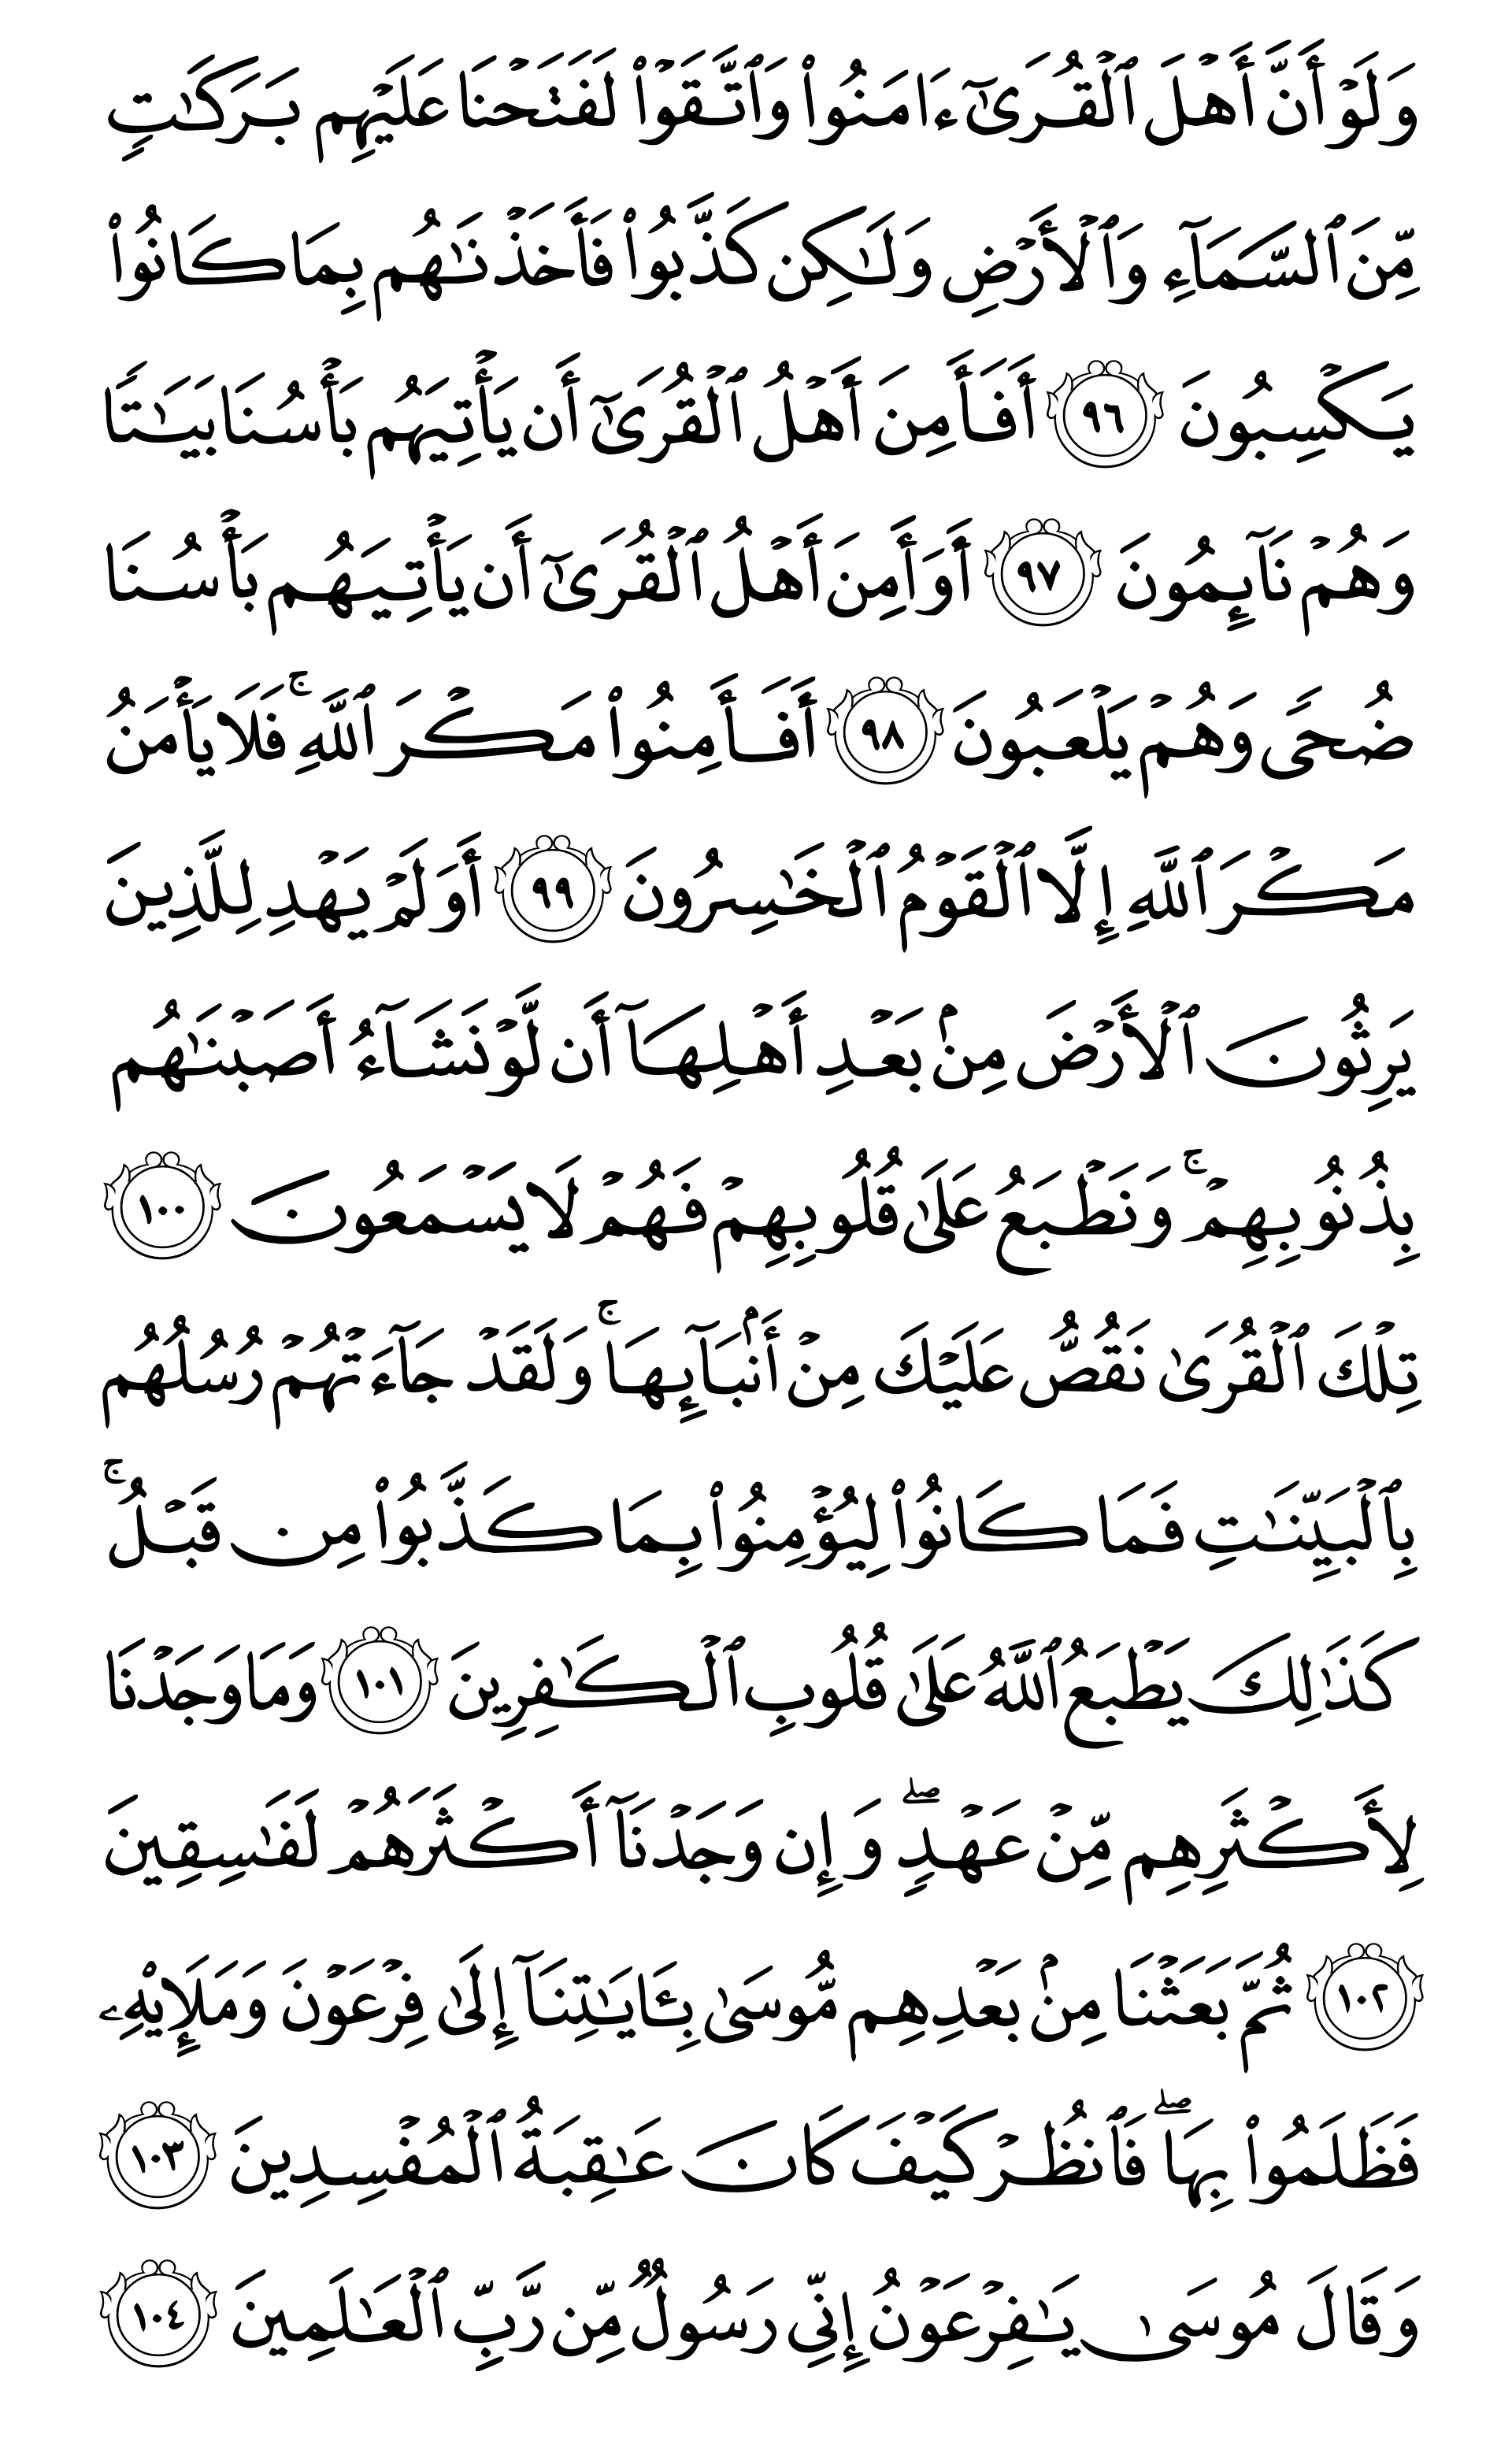 وَلَوۡ أَنَّ أَهۡلَ ٱلۡقُرَىٰٓ ءَامَنُواْ وَٱتَّقَوۡاْ لَفَتَحۡنَا عَلَيۡهِم بَرَكَٰتٖ
مِّنَ ٱلسَّمَآءِ وَٱلۡأَرۡضِ وَلَٰكِن كَذَّبُواْ فَأَخَذۡنَٰهُم بِمَا كَانُواْ
يَكۡسِبُونَ ٩٦ أَفَأَمِنَ أَهۡلُ ٱلۡقُرَىٰٓ أَن يَأۡتِيَهُم بَأۡسُنَا بَيَٰتٗا
وَهُمۡ نَآئِمُونَ ٩٧ أَوَأَمِنَ أَهۡلُ ٱلۡقُرَىٰٓ أَن يَأۡتِيَهُم بَأۡسُنَا
ضُحٗى وَهُمۡ يَلۡعَبُونَ ٩٨ أَفَأَمِنُواْ مَكۡرَ ٱللَّهِۚ فَلَا يَأۡمَنُ
مَكۡرَ ٱللَّهِ إِلَّا ٱلۡقَوۡمُ ٱلۡخَٰسِرُونَ ٩٩ أَوَلَمۡ يَهۡدِ لِلَّذِينَ
يَرِثُونَ ٱلۡأَرۡضَ مِنۢ بَعۡدِ أَهۡلِهَآ أَن لَّوۡ نَشَآءُ أَصَبۡنَٰهُم
بِذُنُوبِهِمۡۚ وَنَطۡبَعُ عَلَىٰ قُلُوبِهِمۡ فَهُمۡ لَا يَسۡمَعُونَ ١٠٠
تِلۡكَ ٱلۡقُرَىٰ نَقُصُّ عَلَيۡكَ مِنۡ أَنۢبَآئِهَاۚ وَلَقَدۡ جَآءَتۡهُمۡ رُسُلُهُم
بِٱلۡبَيِّنَٰتِ فَمَا كَانُواْ لِيُؤۡمِنُواْ بِمَا كَذَّبُواْ مِن قَبۡلُۚ
كَذَٰلِكَ يَطۡبَعُ ٱللَّهُ عَلَىٰ قُلُوبِ ٱلۡكَٰفِرِينَ ١٠١ وَمَا وَجَدۡنَا
لِأَكۡثَرِهِم مِّنۡ عَهۡدٖۖ وَإِن وَجَدۡنَآ أَكۡثَرَهُمۡ لَفَٰسِقِينَ
١٠٢ ثُمَّ بَعَثۡنَا مِنۢ بَعۡدِهِم مُّوسَىٰ بِـَٔايَٰتِنَآ إِلَىٰ فِرۡعَوۡنَ وَمَلَإِيْهِۦ
فَظَلَمُواْ بِهَاۖ فَٱنظُرۡ كَيۡفَ كَانَ عَٰقِبَةُ ٱلۡمُفۡسِدِينَ ١٠٣
وَقَالَ مُوسَىٰ يَٰفِرۡعَوۡنُ إِنِّي رَسُولٞ مِّن رَّبِّ ٱلۡعَٰلَمِينَ ١٠٤